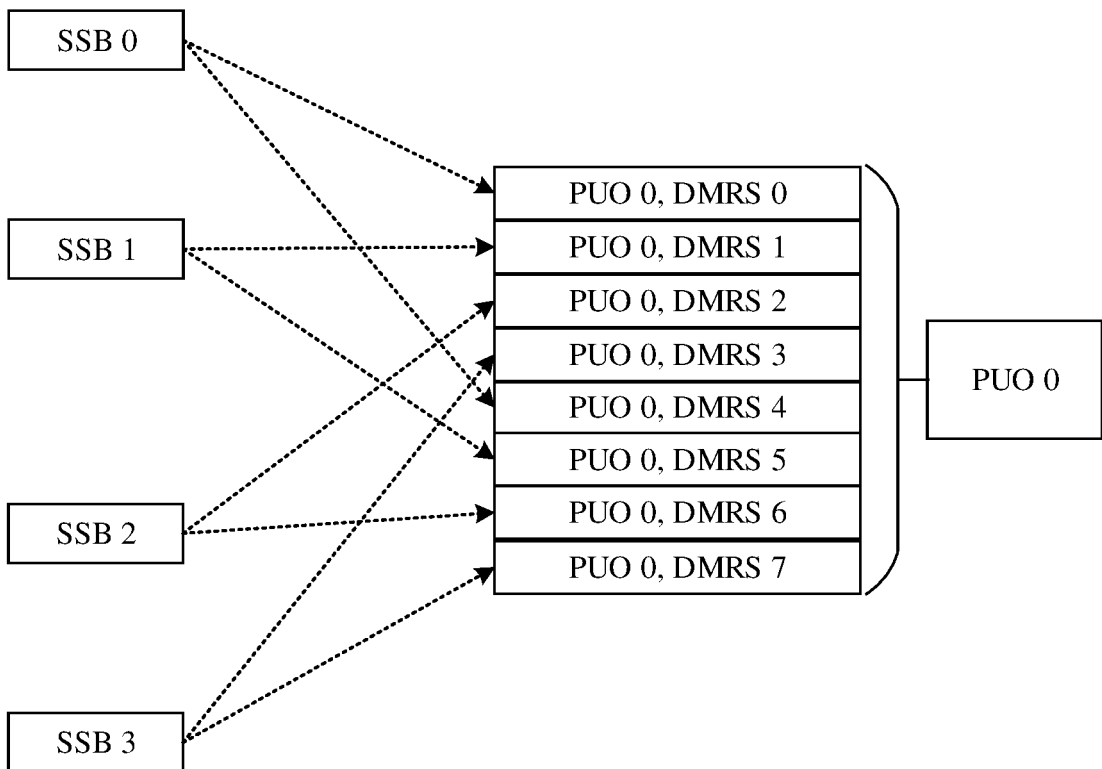 SSB 0
SSB 1
SSB 2
SSB 3
PUO 0, DMRS 0
PUO 0, DMRS 1
PUO 0, DMRS 2
PUO 0, DMRS 3
PUO 0, DMRS 4
PUO 0, DMRS 5
PUO 0, DMRS 6
PUO 0, DMRS 7
PUO 0